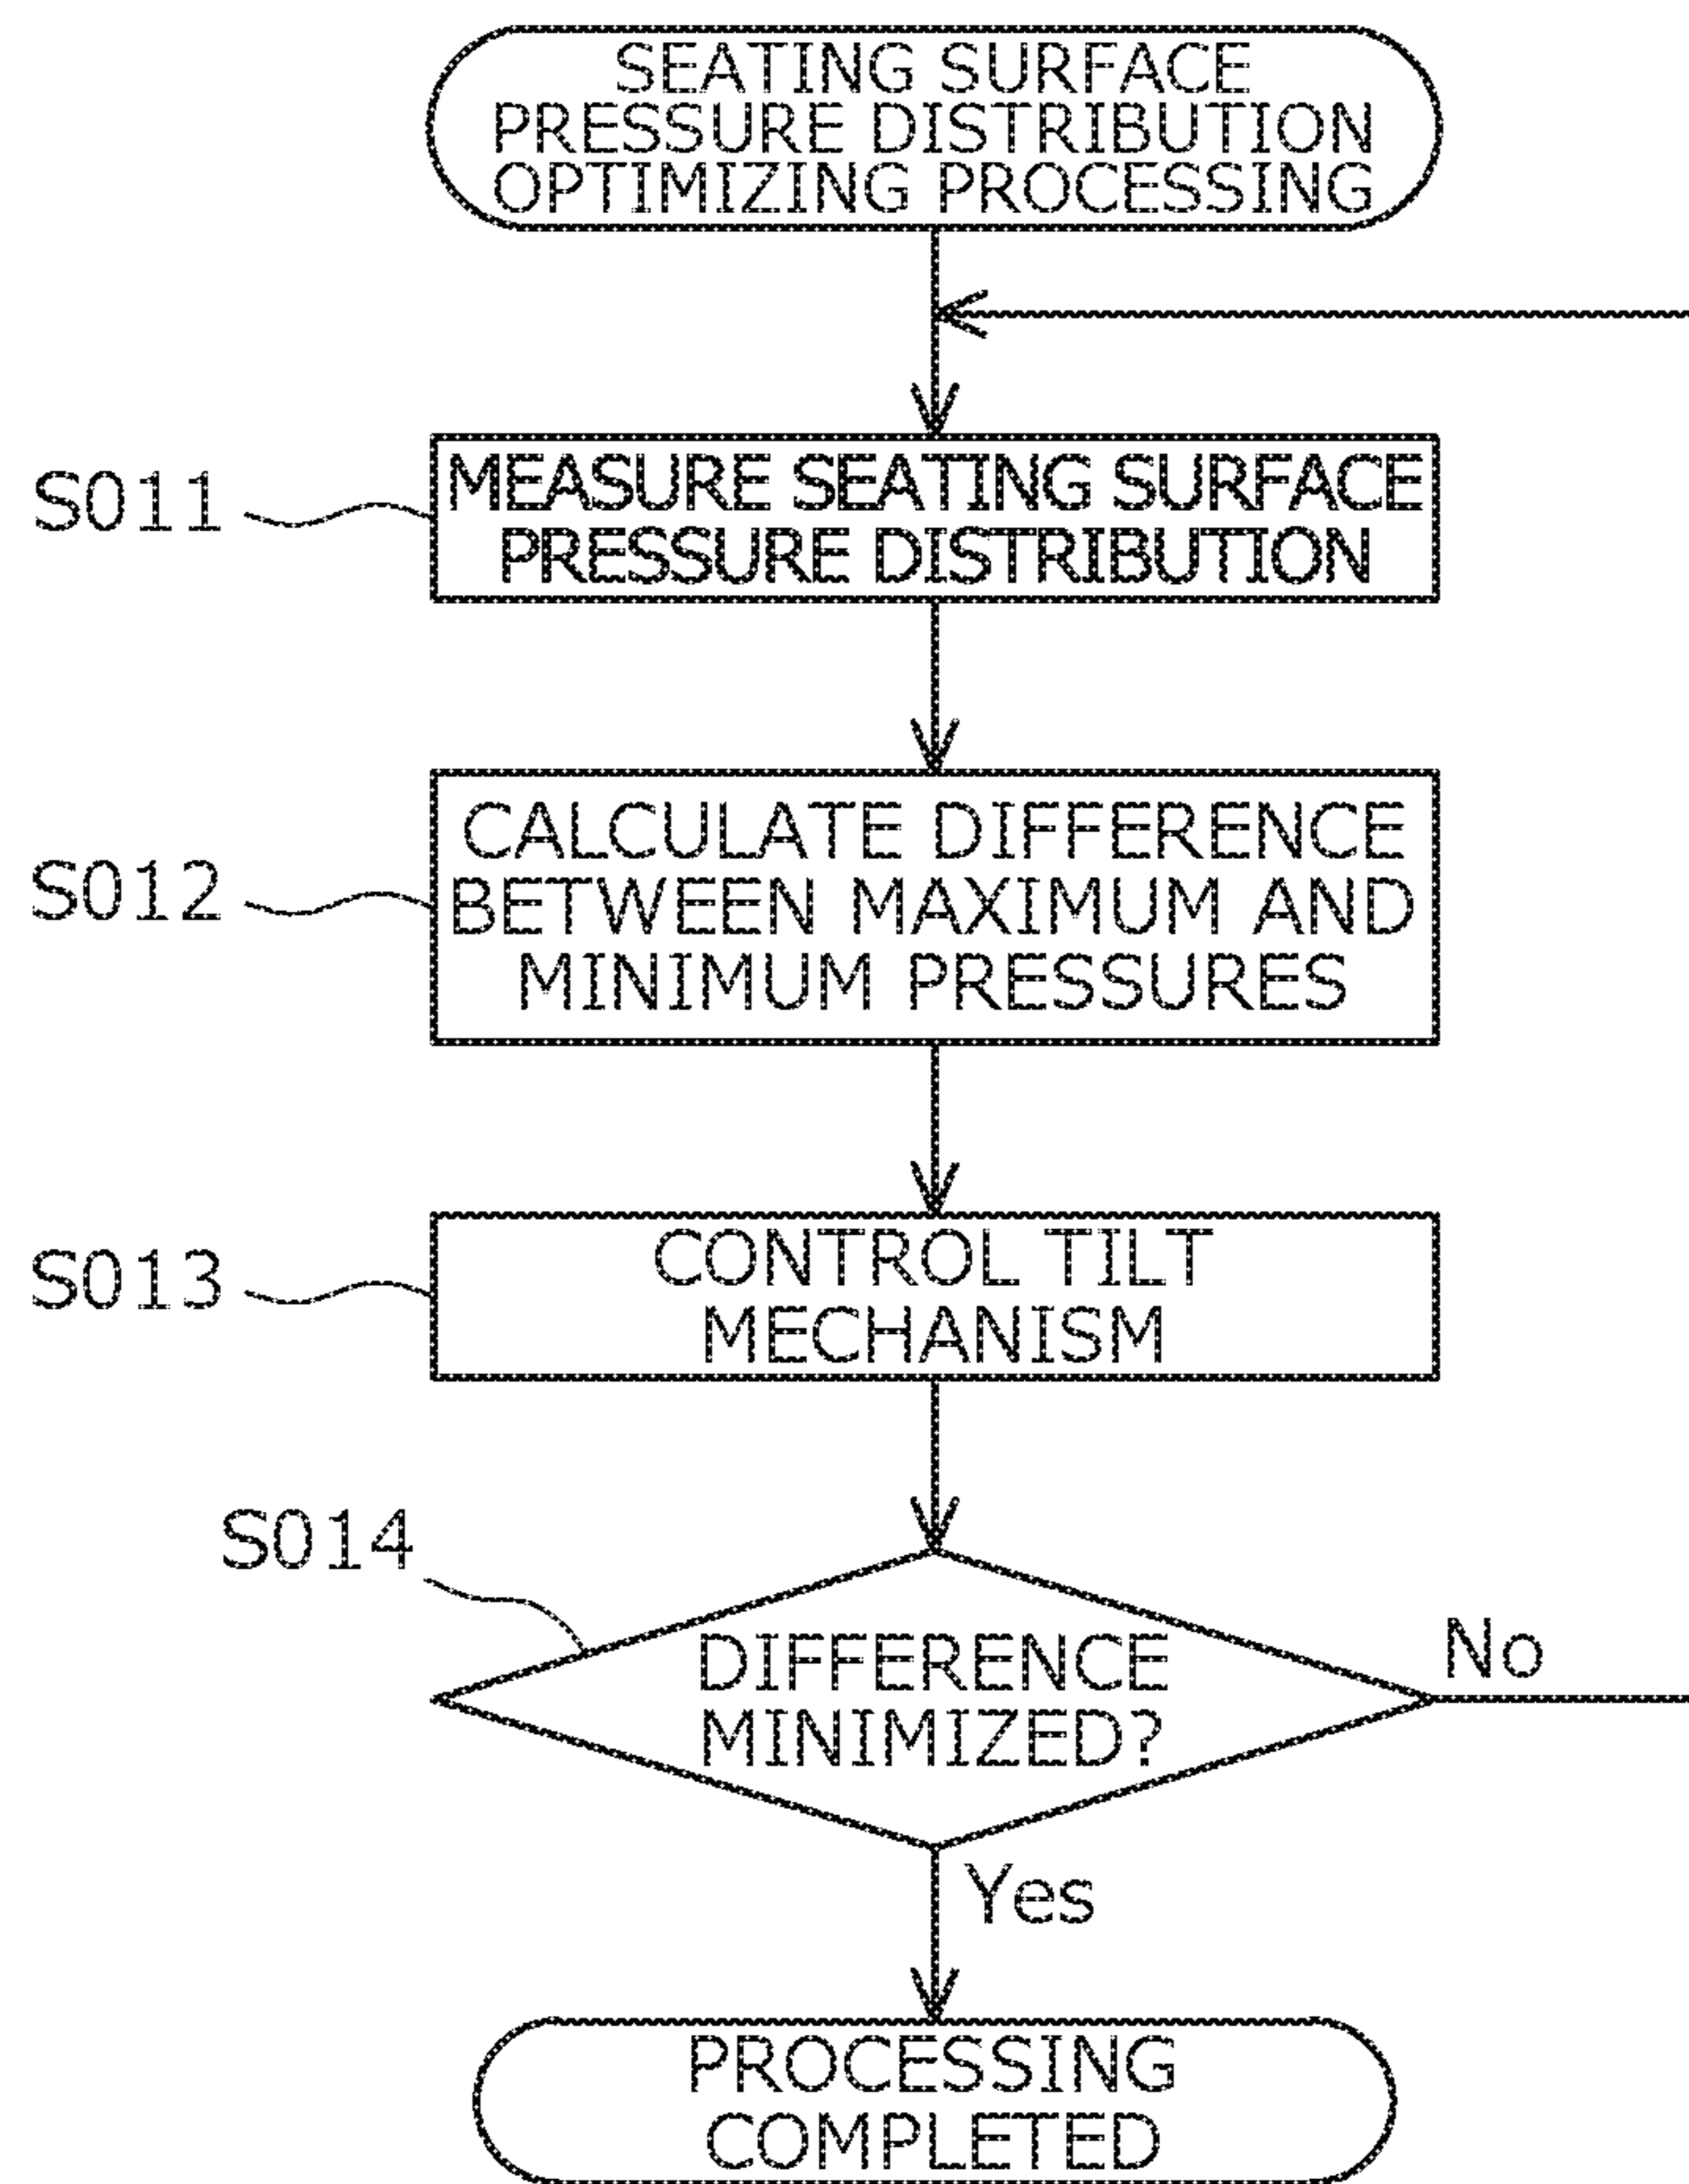 SEATING SURFACE
PRESSURE DISTRIBUTION
OPTIMIZING PROCESSING
S011
MEASURE SEATING SURFACE
PRESSURE DISTRIBUTION
S012
CALCULATE DIFFERENCE
BETWEEN MAXIMUM AND
MINIMUM PRESSURES
S013
CONTROL TILT
MECHANISM
S014
DIFFERENCE
MINIMIZED?
No
Yes
PROCESSING
COMPLETED